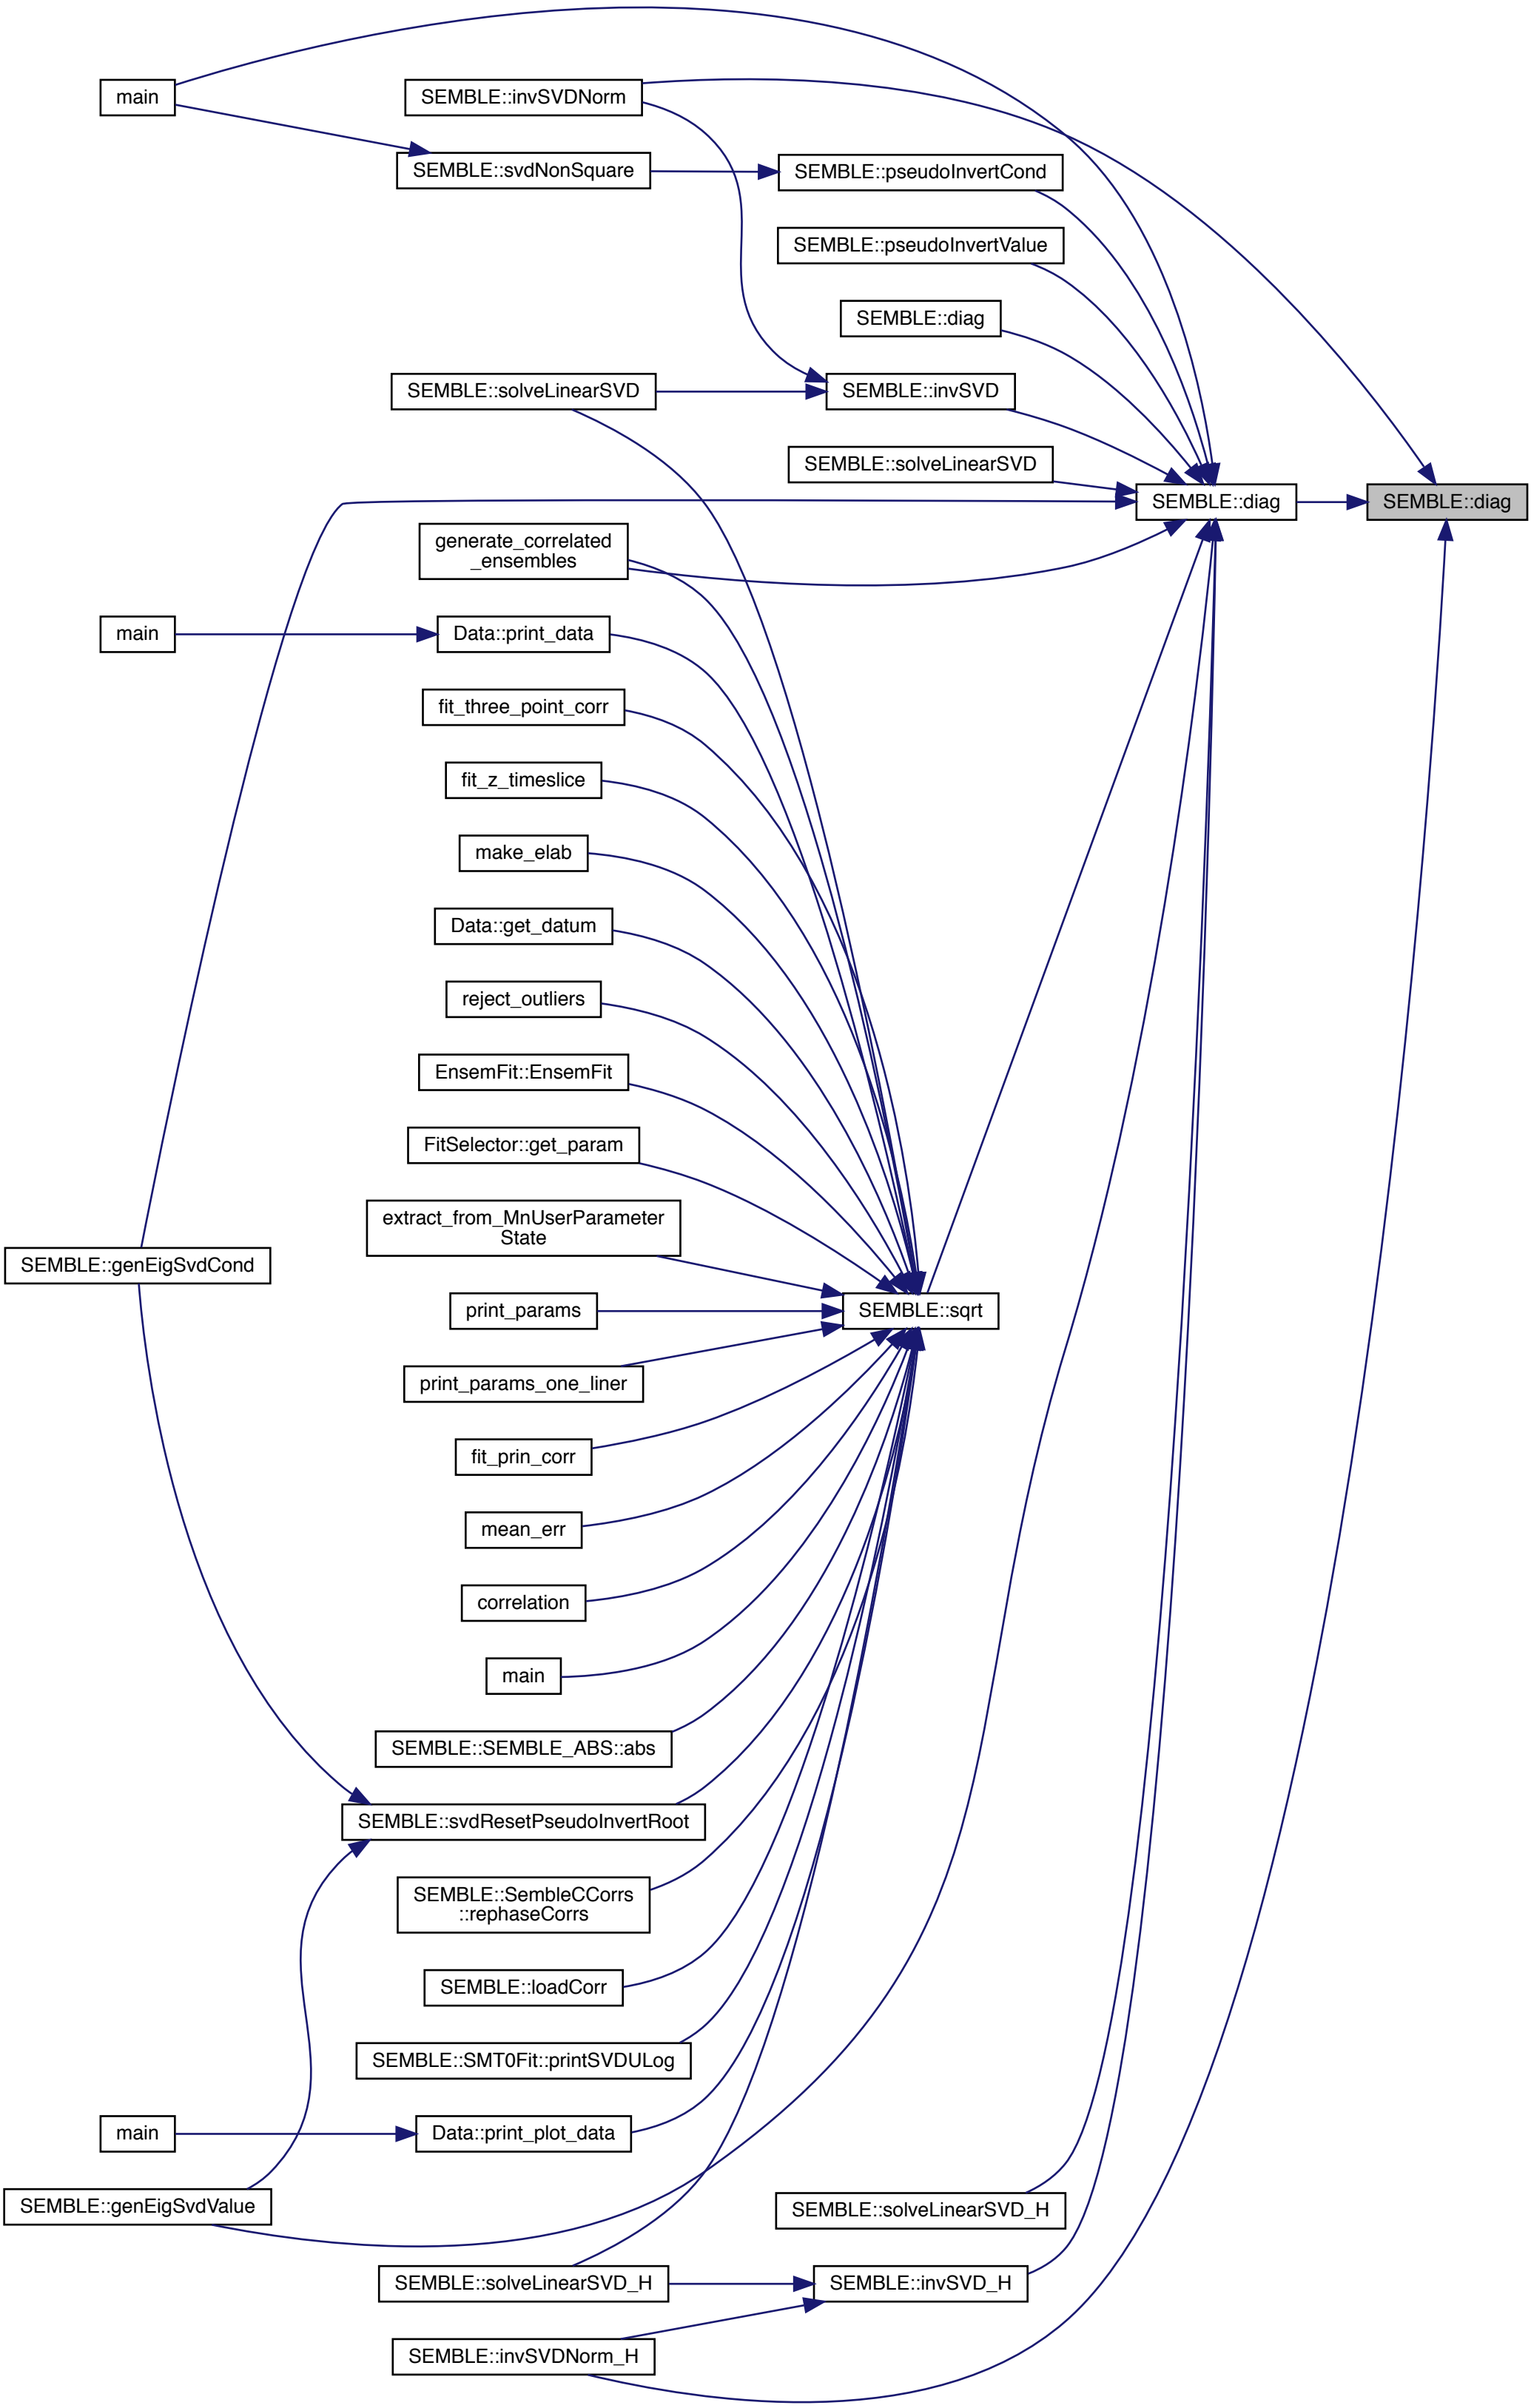 main
SEMBLE::invSVDNorm
SEMBLE::svdNonSquare
SEMBLE::pseudoInvertCond
SEMBLE::pseudoInvertValue
SEMBLE::diag
SEMBLE::solveLinearSVD
SEMBLE::invSVD
SEMBLE::solveLinearSVD
SEMBLE::diag
SEMBLE::diag
generate_correlated
_ensembles
main
Data::print_data
fit_three_point_corr
fit_z_timeslice
make_elab
Data::get_datum
reject_outliers
EnsemFit::EnsemFit
FitSelector::get_param
extract_from_MnUserParameter
State
SEMBLE::genEigSvdCond
print_params
SEMBLE::sqrt
print_params_one_liner
fit_prin_corr
mean_err
correlation
main
SEMBLE::SEMBLE_ABS::abs
SEMBLE::svdResetPseudoInvertRoot
SEMBLE::SembleCCorrs
::rephaseCorrs
SEMBLE::loadCorr
SEMBLE::SMT0Fit::printSVDULog
main
Data::print_plot_data
SEMBLE::genEigSvdValue
SEMBLE::solveLinearSVD_H
SEMBLE::solveLinearSVD_H
SEMBLE::invSVD_H
SEMBLE::invSVDNorm_H